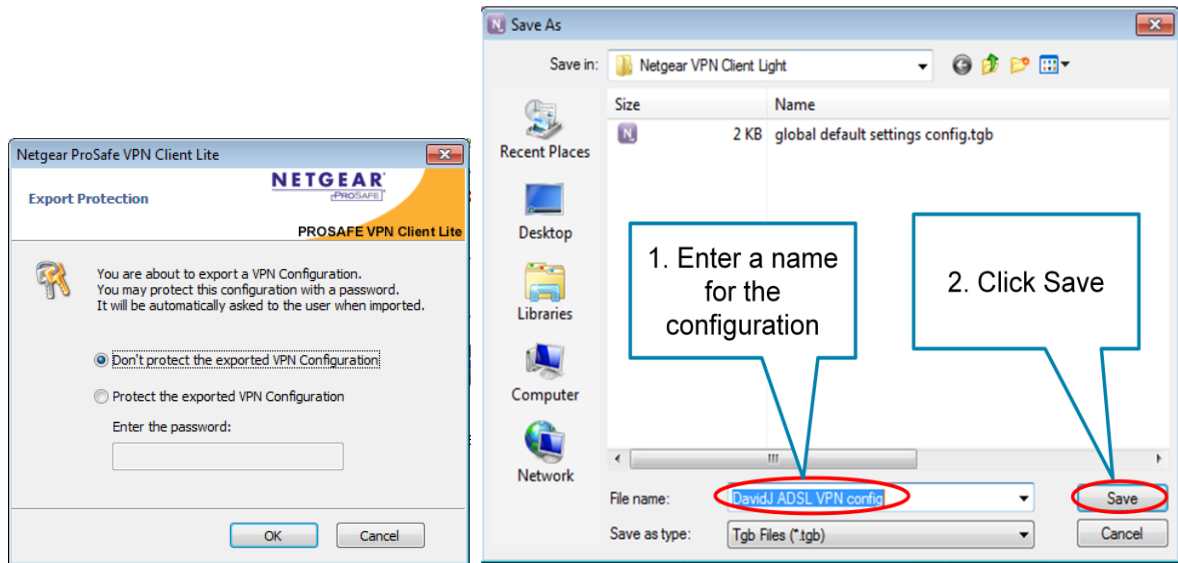 Netgear ProSafe VPN Client Lite
NETGEAR
PROSAFE
Export Protection
PROSAFE VPN Client Lite
You are about to export a VPN Configuration.
You may protect this configuration with a password.
It will be automatically asked to the user when imported.
Don't protect the exported VPN Configuration
Protect the exported VPN Configuration
Enter the password:
OK
Cancel
Save As
Save in:
Netgear VPN Client Light
Recent Places
Desktop
Libraries
Computer
Network
Size
Name
2 KB
global default settings config.tgb
1. Enter a name
for the
configuration
2. Click Save
File name:
DavidJ ADSL VPN config
Save
Save as type:
Tgb Files (*.tgb)
Cancel